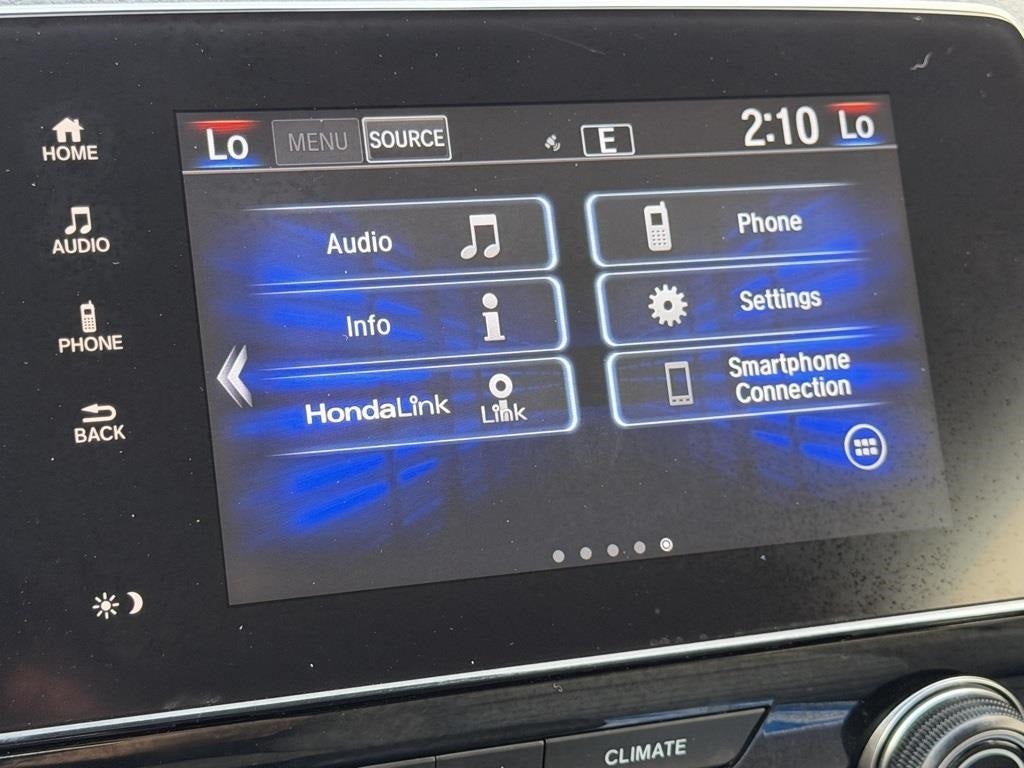 HOME
AUDIO
PHONE
BACK
Lo
MENU
SOURCE
E
2:10
Lo
Audio
Phone
Info
Settings
HondaLink
Link
Smartphone
Connection
CLIMATE